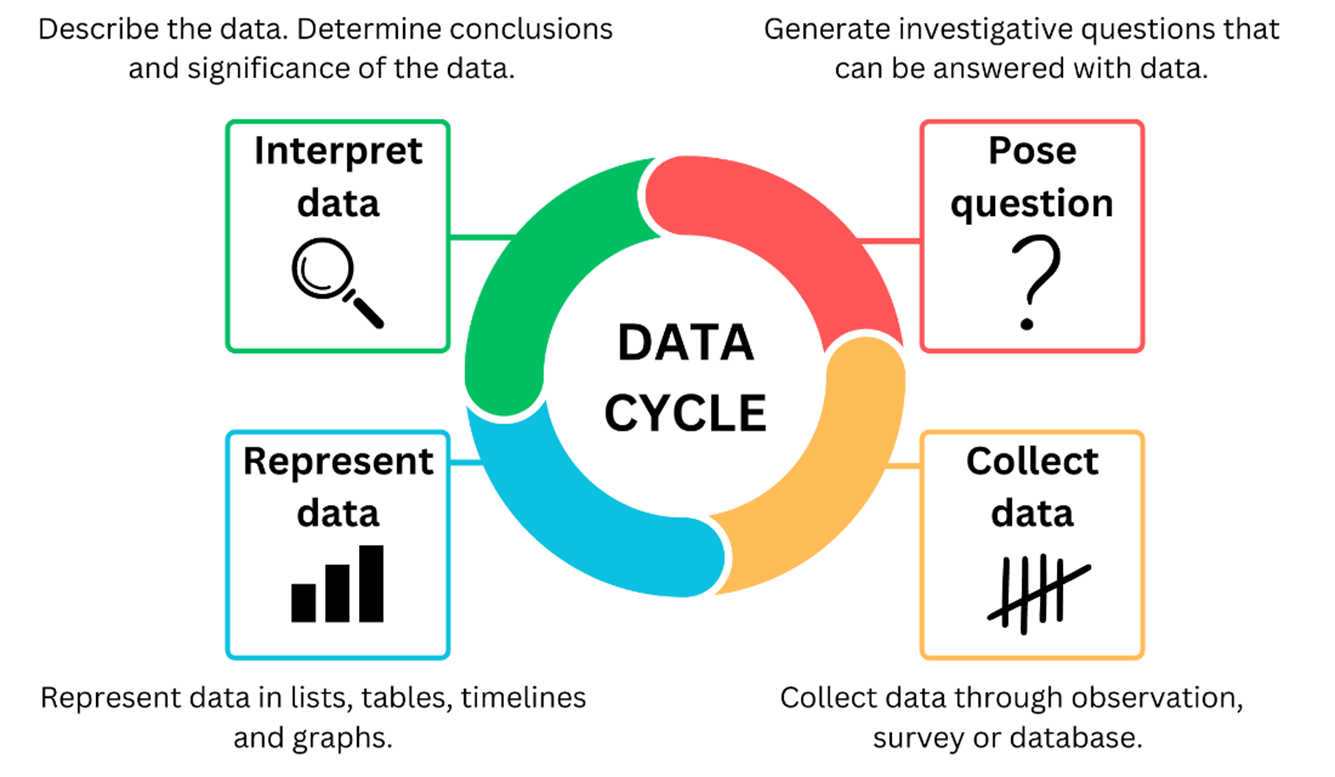 Describe the data. Determine conclusions
and significance of the data.
Generate investigative questions that
can be answered with data.
Interpret
data
Pose
question
?
DATA
CYCLE
Represent
data
Collect
data
Represent data in lists, tables, timelines
and graphs.
Collect data through observation,
survey or database.